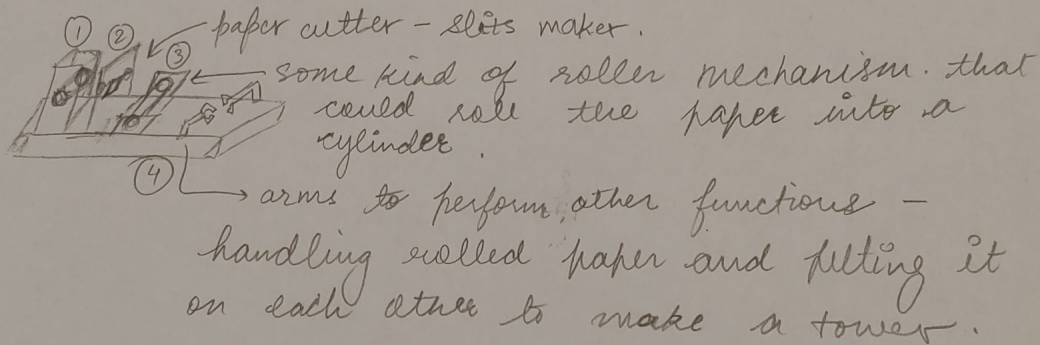 ① ② paper cutter - slits maker.
③ some kind of roller mechanism. that
could roll the paper into a
cylinder.
④ arms to perform other functions -
handling rolled paper and pilting it
on each other to make a tower.